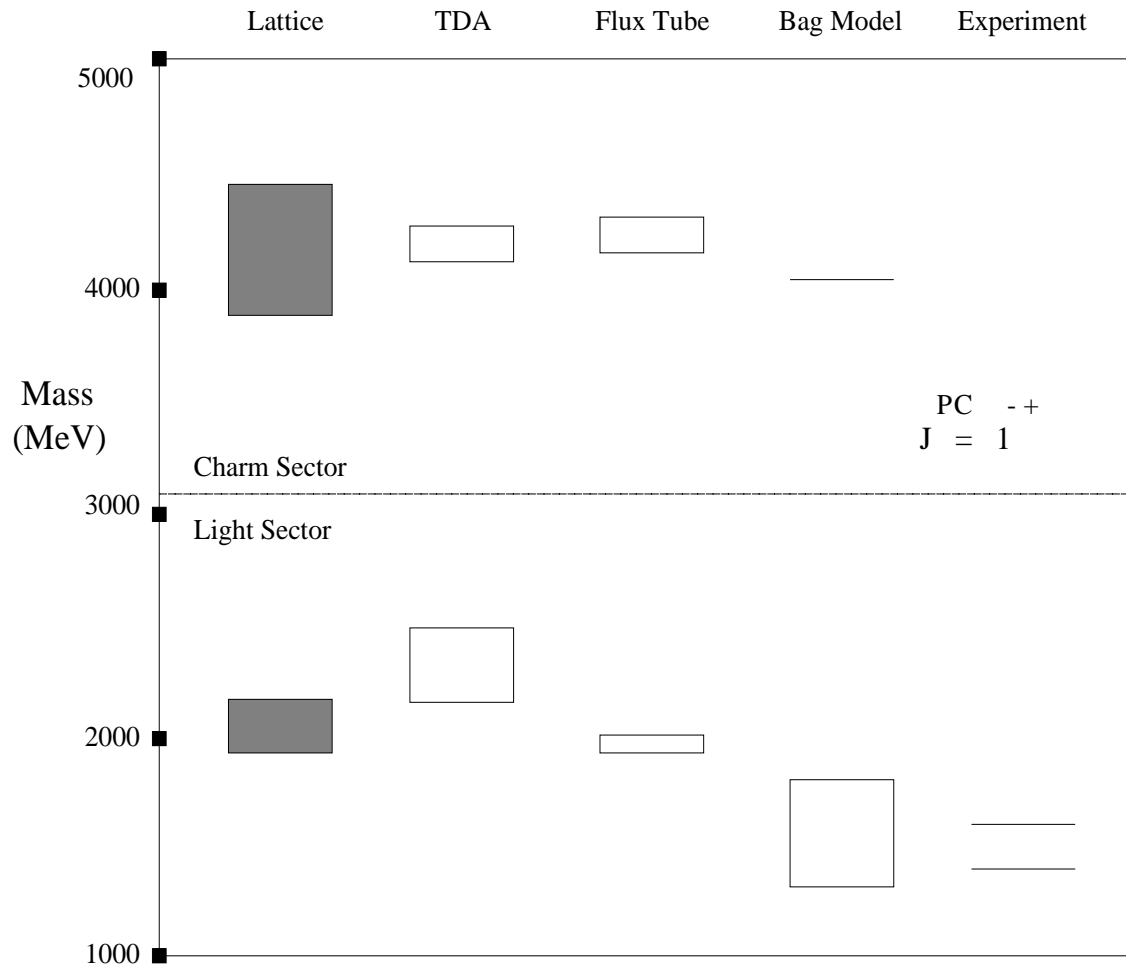 Lattice TDA Flux Tube Bag Model Experiment
5000
4000
Mass
(MeV)
PC - +
J = 1
Charm Sector
3000
Light Sector
2000
1000